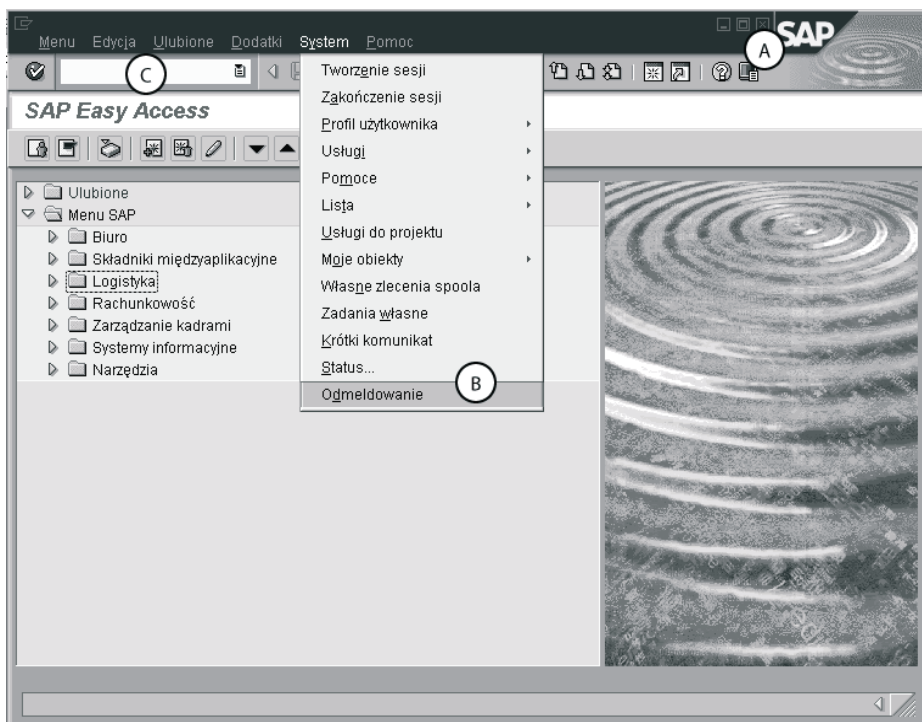 Menu Edycja Ulubione Dodatki System Pomoc
SAP
A
C
SAP Easy Access
Tworzenie sesji
Zakończenie sesji
Profil użytkownika
Usługi
Pomoce
Lista
Usługi do projektu
Moje obiekty
Własne zlecenia spoola
Zadania własne
Krótki komunikat
Status...
Odmeldowanie
B
Ulubione
Menu SAP
Biuro
Składniki międzyaplikacyjne
Logistyka
Rachunkowość
Zarządzanie kadrami
Systemy informacyjne
Narzędzia